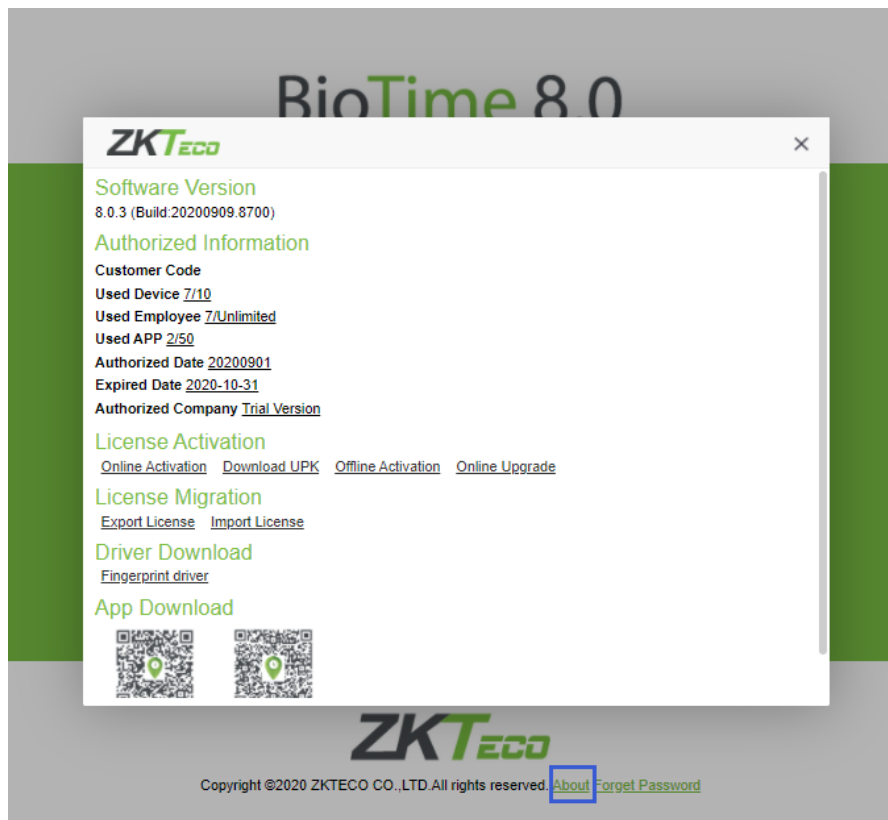 BioTime 8.0
ZKTeco
Software Version
8.0.3 (Build:20200909.8700)
Authorized Information
Customer Code
Used Device 7/10
Used Employee 7/Unlimited
Used APP 2/50
Authorized Date 20200901
Expired Date 2020-10-31
Authorized Company Trial Version
License Activation
Online Activation Download UPK Offline Activation Online Upgrade
License Migration
Export License Import License
Driver Download
Fingerprint driver
App Download
ZKTeco
Copyright ©2020 ZKTECO CO.,LTD.All rights reserved. About Forget Password